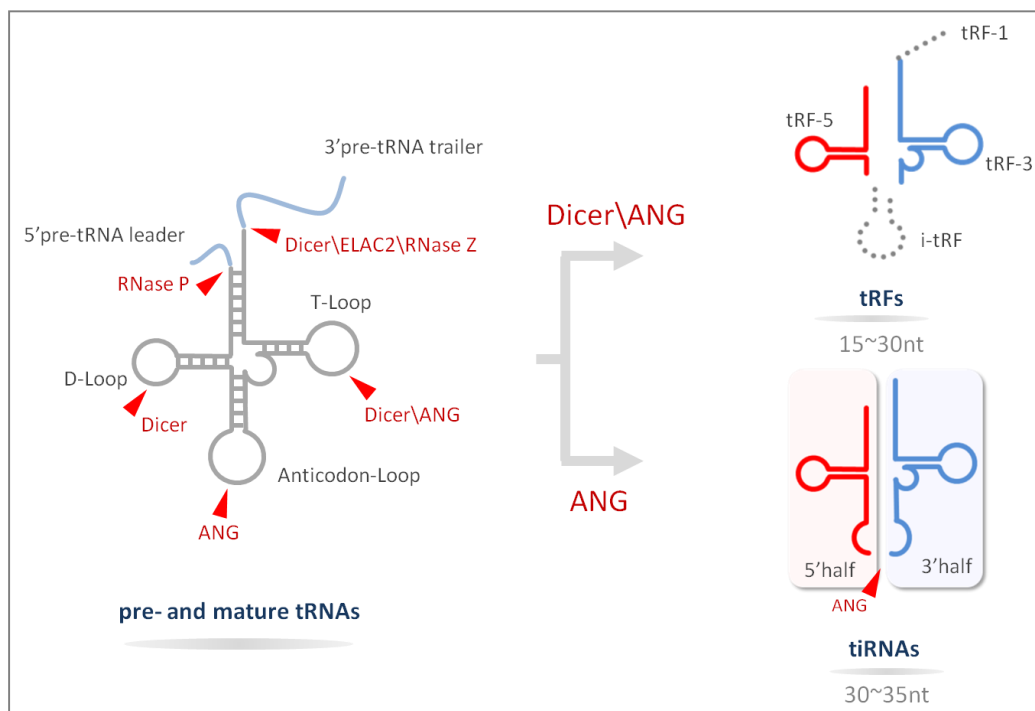 3’pre-tRNA trailer
5’pre-tRNA leader
Dicer\ELAC2\RNase Z
RNase P
T-Loop
D-Loop
Dicer
Dicer\ANG
Anticodon-Loop
ANG
pre- and mature tRNAs
Dicer\ANG
ANG
tRF-1
tRF-5
tRF-3
i-tRF
tRFs
15~30nt
5’half
3’half
ANG
tiRNAs
30~35nt